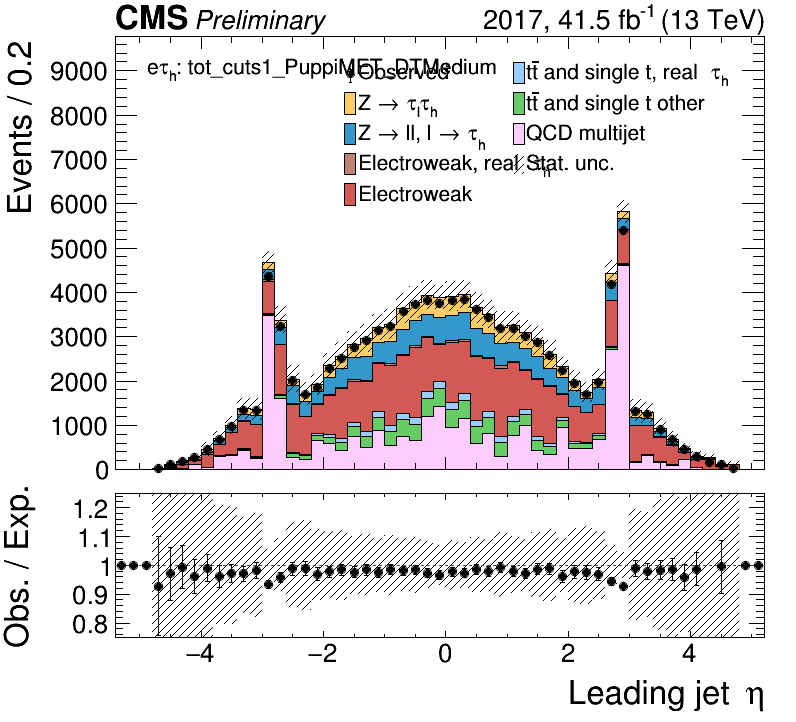 CMS Preliminary 2017, 41.5 fb⁻¹ (13 TeV)
eτₕ: tot_cuts1_PuppiMET_DTMedium
Observed
tt̄ and single t, real τₕ
Z → τₗτₕ
tt̄ and single t other
Z → ll, l → τₕ
QCD multijet
Electroweak, real τₕ
Stat. unc.
Electroweak
Events / 0.2
9000
8000
7000
6000
5000
4000
3000
2000
1000
0
Obs. / Exp.
1.2
1.1
1
0.9
0.8
−4 −2 0 2 4
Leading jet η